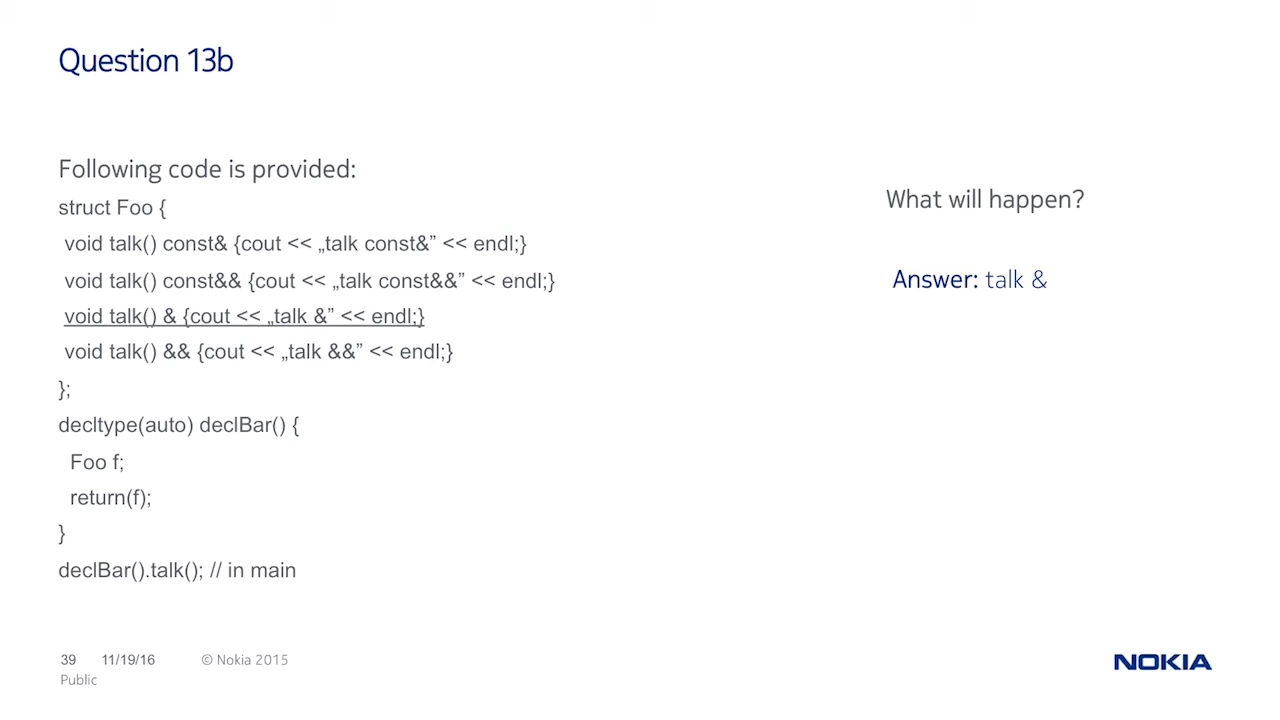 Question 13b
Following code is provided:
struct Foo {
void talk() const& {cout << „talk const&” << endl;}
void talk() const&& {cout << „talk const&&” << endl;}
void talk() & {cout << „talk &” << endl;}
void talk() && {cout << „talk &&” << endl;}
};
decltype(auto) declBar() {
Foo f;
return(f);
}
declBar().talk(); // in main
What will happen?
Answer: talk &
39 11/19/16 © Nokia 2015
Public
NOKIA